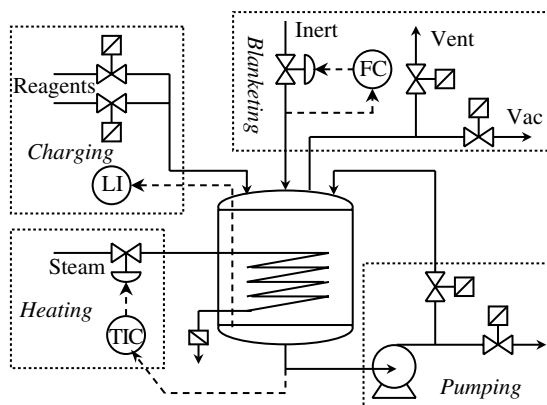 Inert
Blanketing
FC
Vent
Vac
Reagents
Charging
LI
Steam
Heating
TIC
Pumping